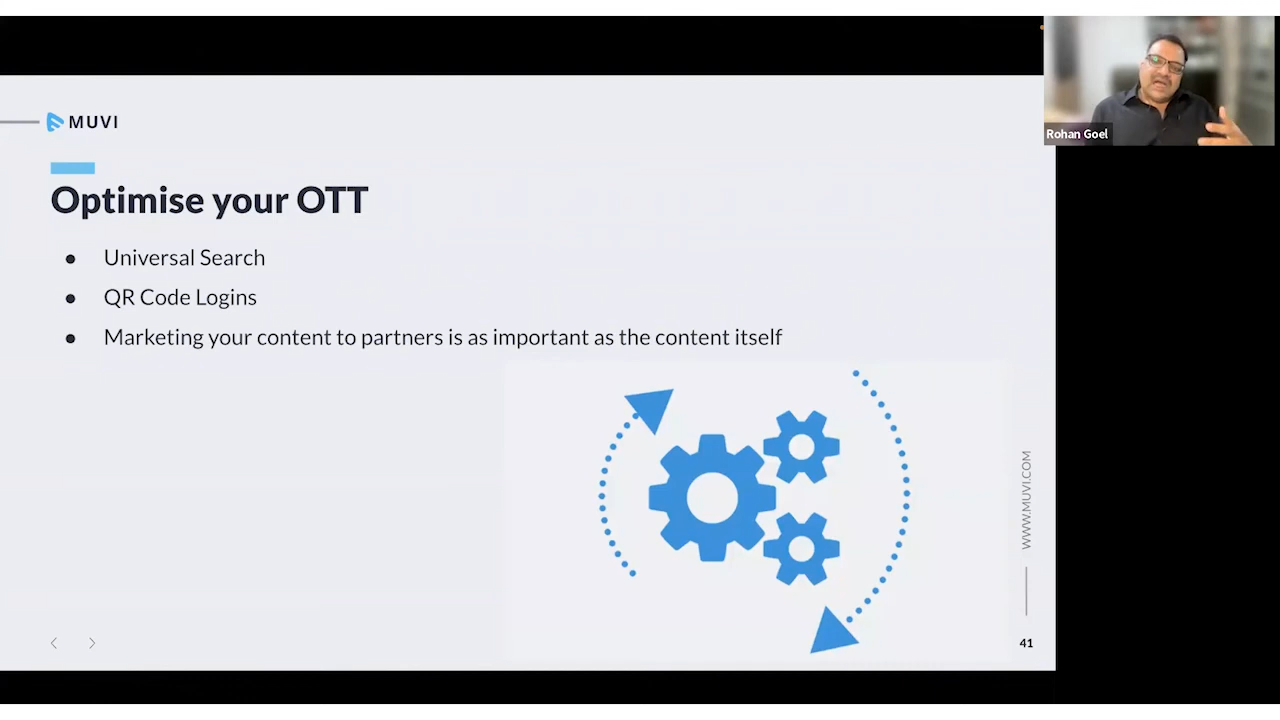 MUVI
Optimise your OTT
● Universal Search
● QR Code Logins
● Marketing your content to partners is as important as the content itself
WWW.MUVI.COM
41
Rohan Goel